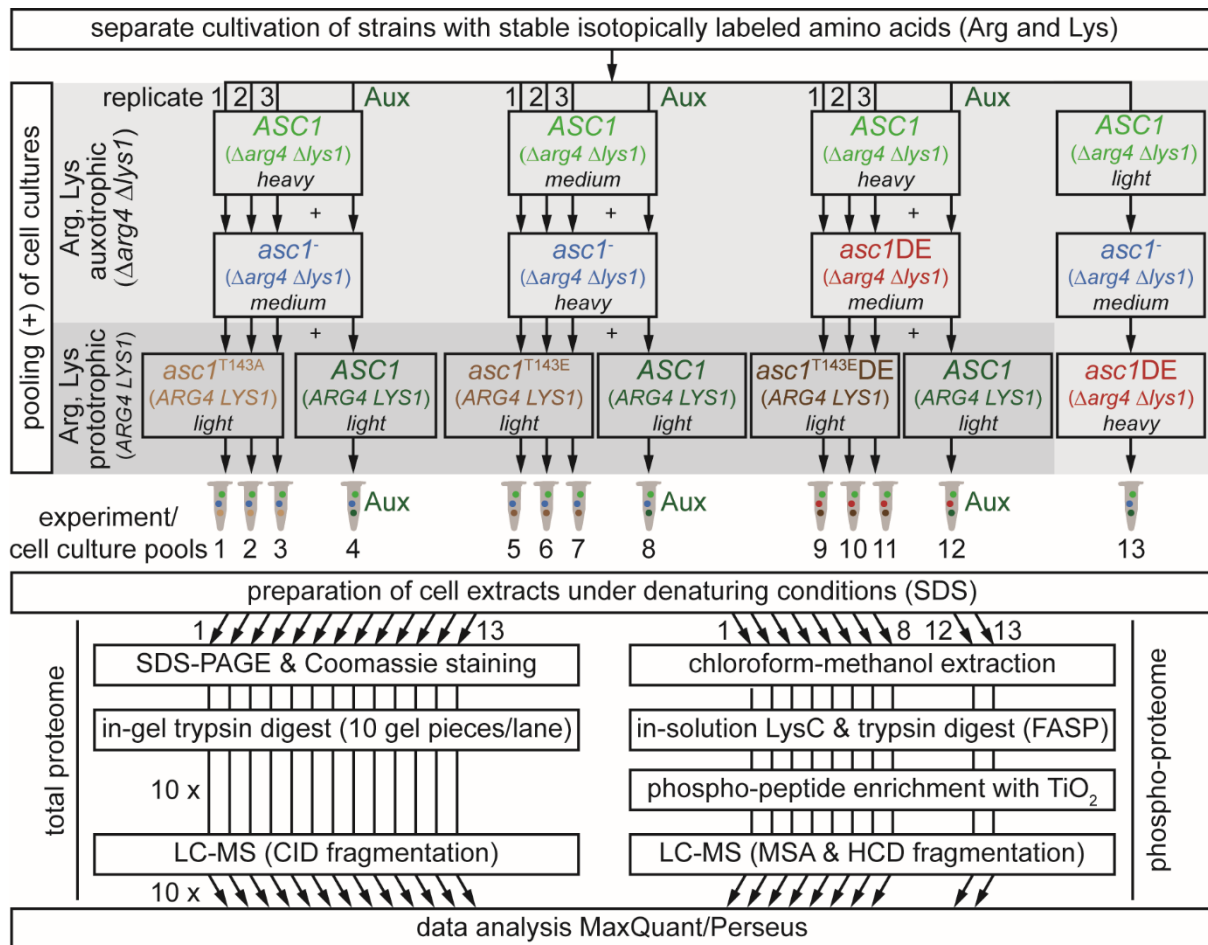 separate cultivation of strains with stable isotopically labeled amino acids (Arg and Lys)
pooling (+) of cell cultures
Arg, Lys
auxotrophic
(Δarg4 Δlys1)
Arg, Lys
prototrophic
(ARG4 LYS1)
replicate 1 2 3 Aux 1 2 3 Aux 1 2 3 Aux
ASC1 ASC1 ASC1 ASC1
(Δarg4 Δlys1) (Δarg4 Δlys1) (Δarg4 Δlys1) (Δarg4 Δlys1)
heavy medium heavy light
+ + +
asc1⁻ asc1⁻ asc1DE asc1⁻
(Δarg4 Δlys1) (Δarg4 Δlys1) (Δarg4 Δlys1) (Δarg4 Δlys1)
medium heavy medium medium
+ + +
asc1ᵀ¹⁴³ᴬ ASC1 asc1ᵀ¹⁴³ᴱ ASC1 asc1ᵀ¹⁴³ᴱDE ASC1 asc1DE
(ARG4 LYS1) (ARG4 LYS1) (ARG4 LYS1) (ARG4 LYS1) (ARG4 LYS1) (ARG4 LYS1) (Δarg4 Δlys1)
light light light light light light heavy
Aux Aux Aux
experiment/
cell culture pools 1 2 3 4 5 6 7 8 9 10 11 12 13
preparation of cell extracts under denaturing conditions (SDS)
total proteome
1 13
SDS-PAGE & Coomassie staining
in-gel trypsin digest (10 gel pieces/lane)
10 x
LC-MS (CID fragmentation)
10 x
1 8 12 13
chloroform-methanol extraction
in-solution LysC & trypsin digest (FASP)
phospho-peptide enrichment with TiO₂
LC-MS (MSA & HCD fragmentation)
phospho-proteome
data analysis MaxQuant/Perseus